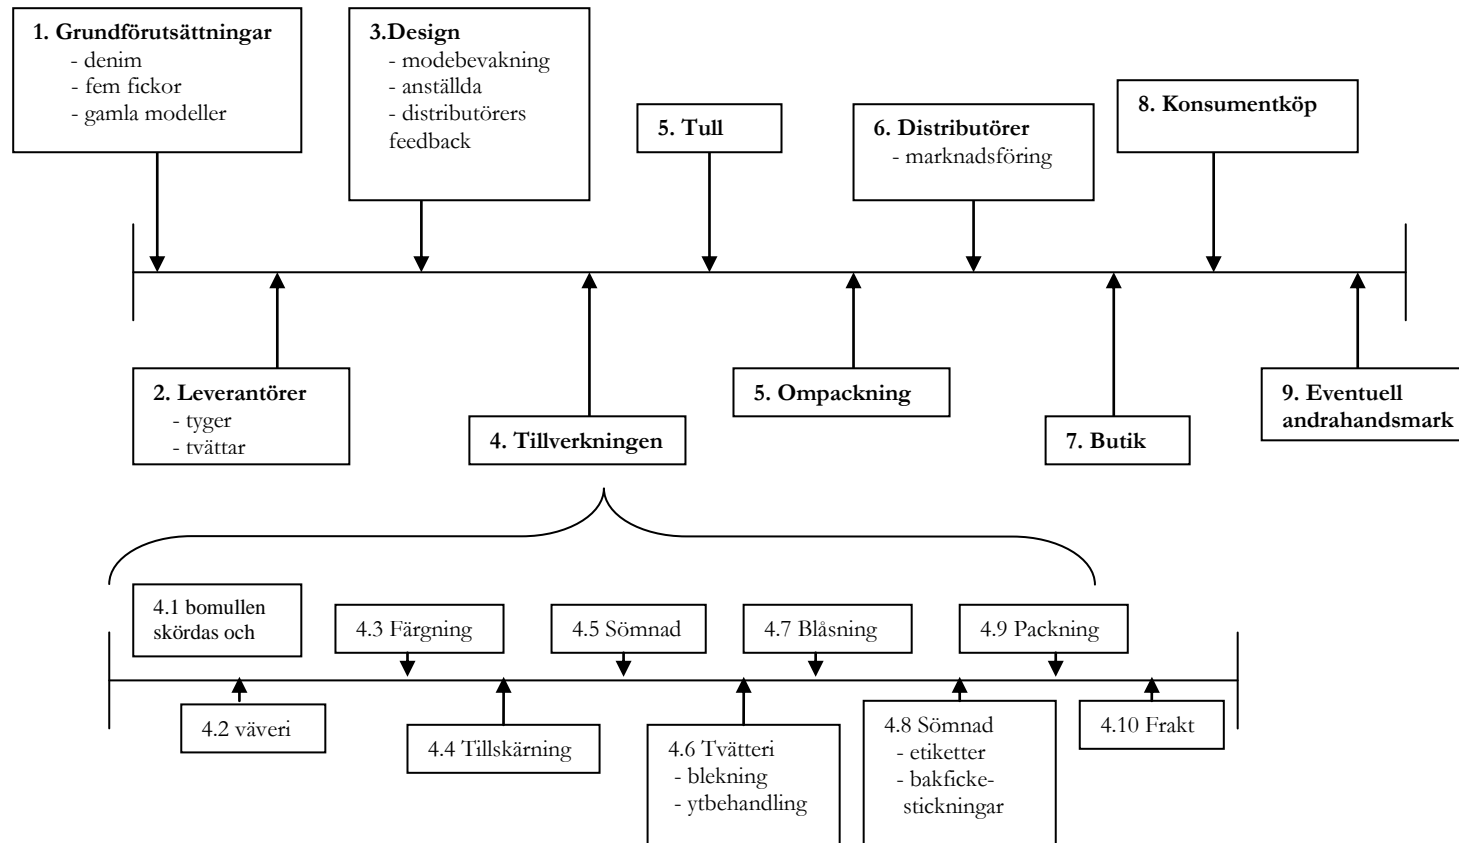 1. Grundförutsättningar
- denim
- fem fickor
- gamla modeller
2. Leverantörer
- tyger
- tvättar
3.Design
- modebevakning
- anställda
- distributörers
feedback
4. Tillverkningen
5. Tull
5. Ompackning
6. Distributörer
- marknadsföring
7. Butik
8. Konsumentköp
9. Eventuell
andrahandsmark
4.1 bomullen
skördas och
4.2 väveri
4.3 Färgning
4.4 Tillskärning
4.5 Sömnad
4.6 Tvätteri
- blekning
- ytbehandling
4.7 Blåsning
4.8 Sömnad
- etiketter
- bakficke-
stickningar
4.9 Packning
4.10 Frakt